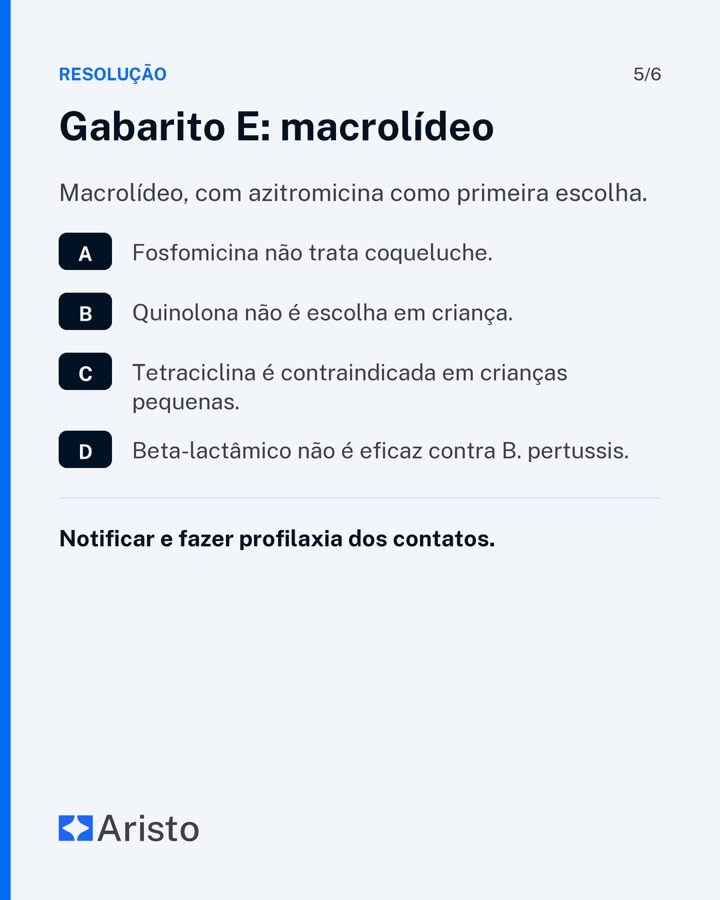 RESOLUÇÃO
5/6
Gabarito E: macrolídeo
Macrolídeo, com azitromicina como primeira escolha.
A Fosfomicina não trata coqueluche.
B Quinolona não é escolha em criança.
C Tetraciclina é contraindicada em crianças
pequenas.
D Beta-lactâmico não é eficaz contra B. pertussis.
Notificar e fazer profilaxia dos contatos.
Aristo